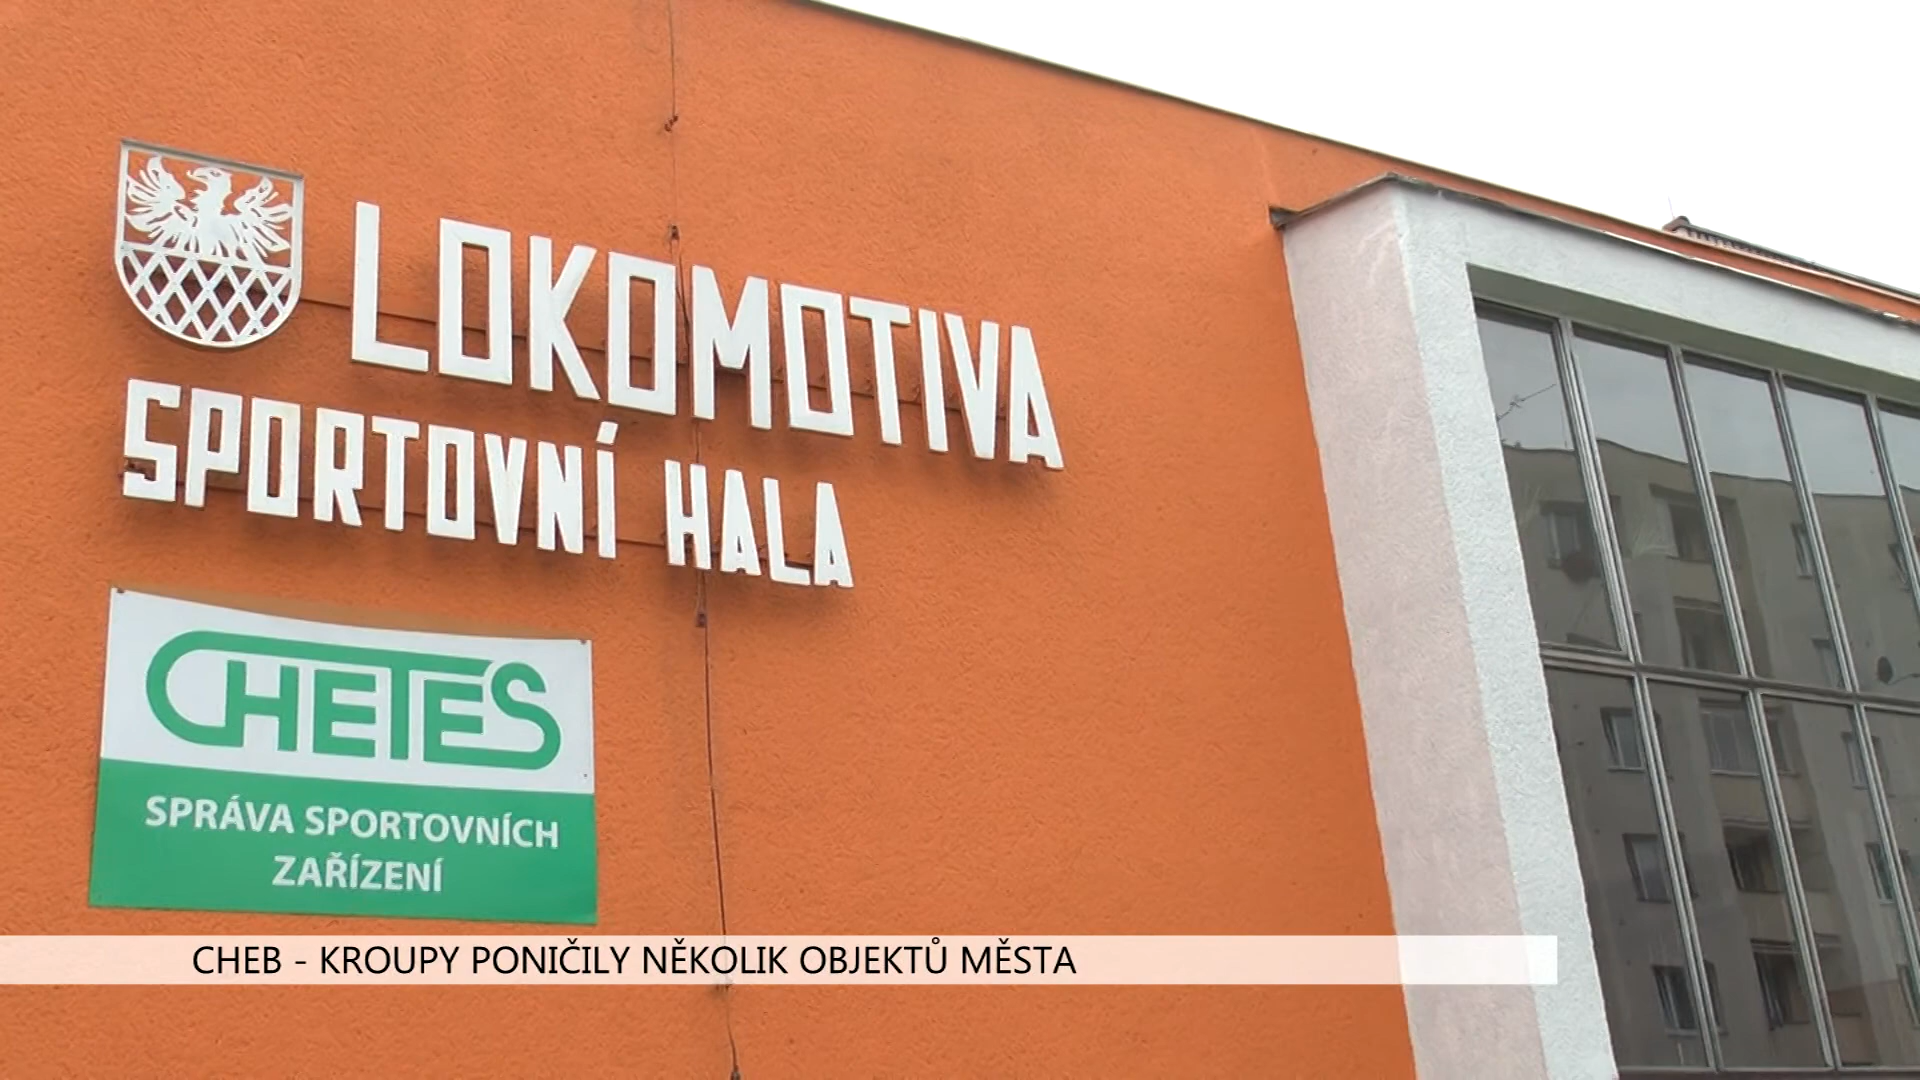 LOKOMOTIVA
SPORTOVNÍ HALA
CHETES
SPRÁVA SPORTOVNÍCH
ZAŘÍZENÍ
CHEB - KROUPY PONIČILY NĚKOLIK OBJEKTŮ MĚSTA